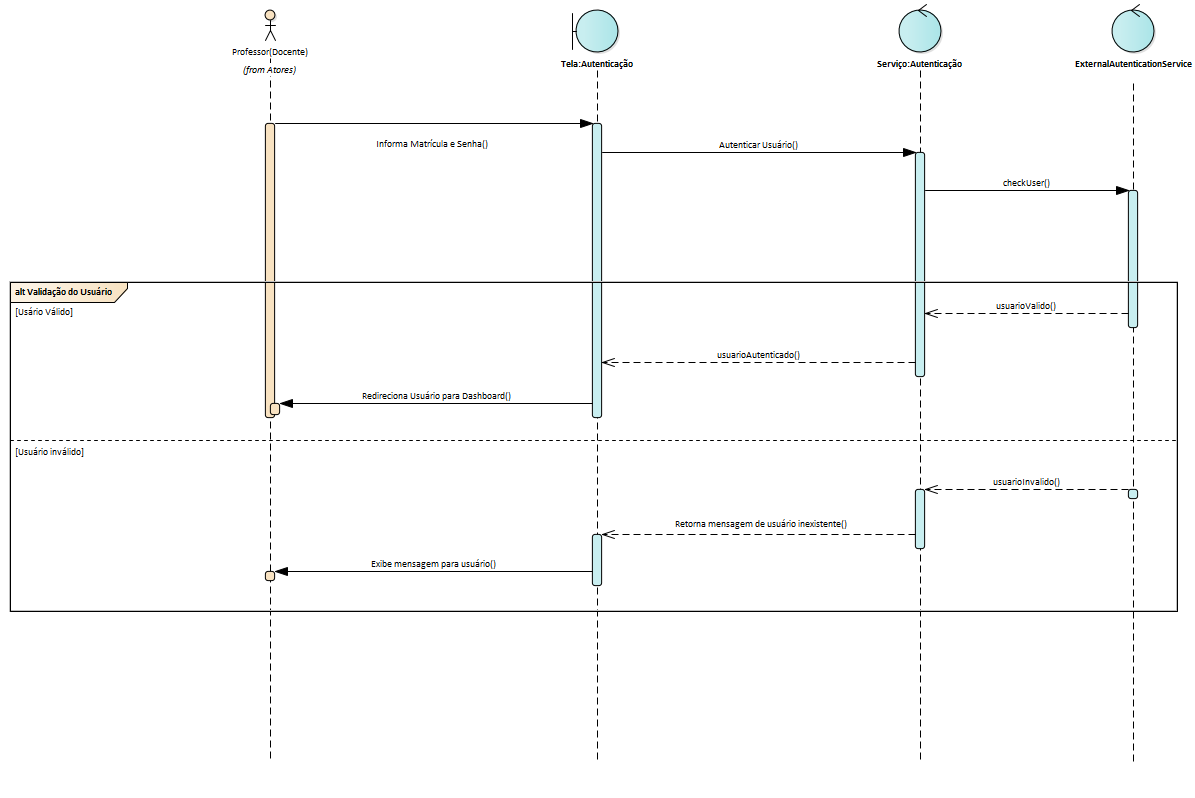 Professor(Docente)
(from Atores)
Tela:Autenticação
Serviço:Autenticação
ExternalAutenticationService
Informa Matrícula e Senha()
Autenticar Usuário()
checkUser()
alt Validação do Usuário
[Usário Válido]
usuarioValido()
usuarioAutenticado()
Redireciona Usuário para Dashboard()
[Usuário inválido]
usuarioInvalido()
Retorna mensagem de usuário inexistente()
Exibe mensagem para usuário()